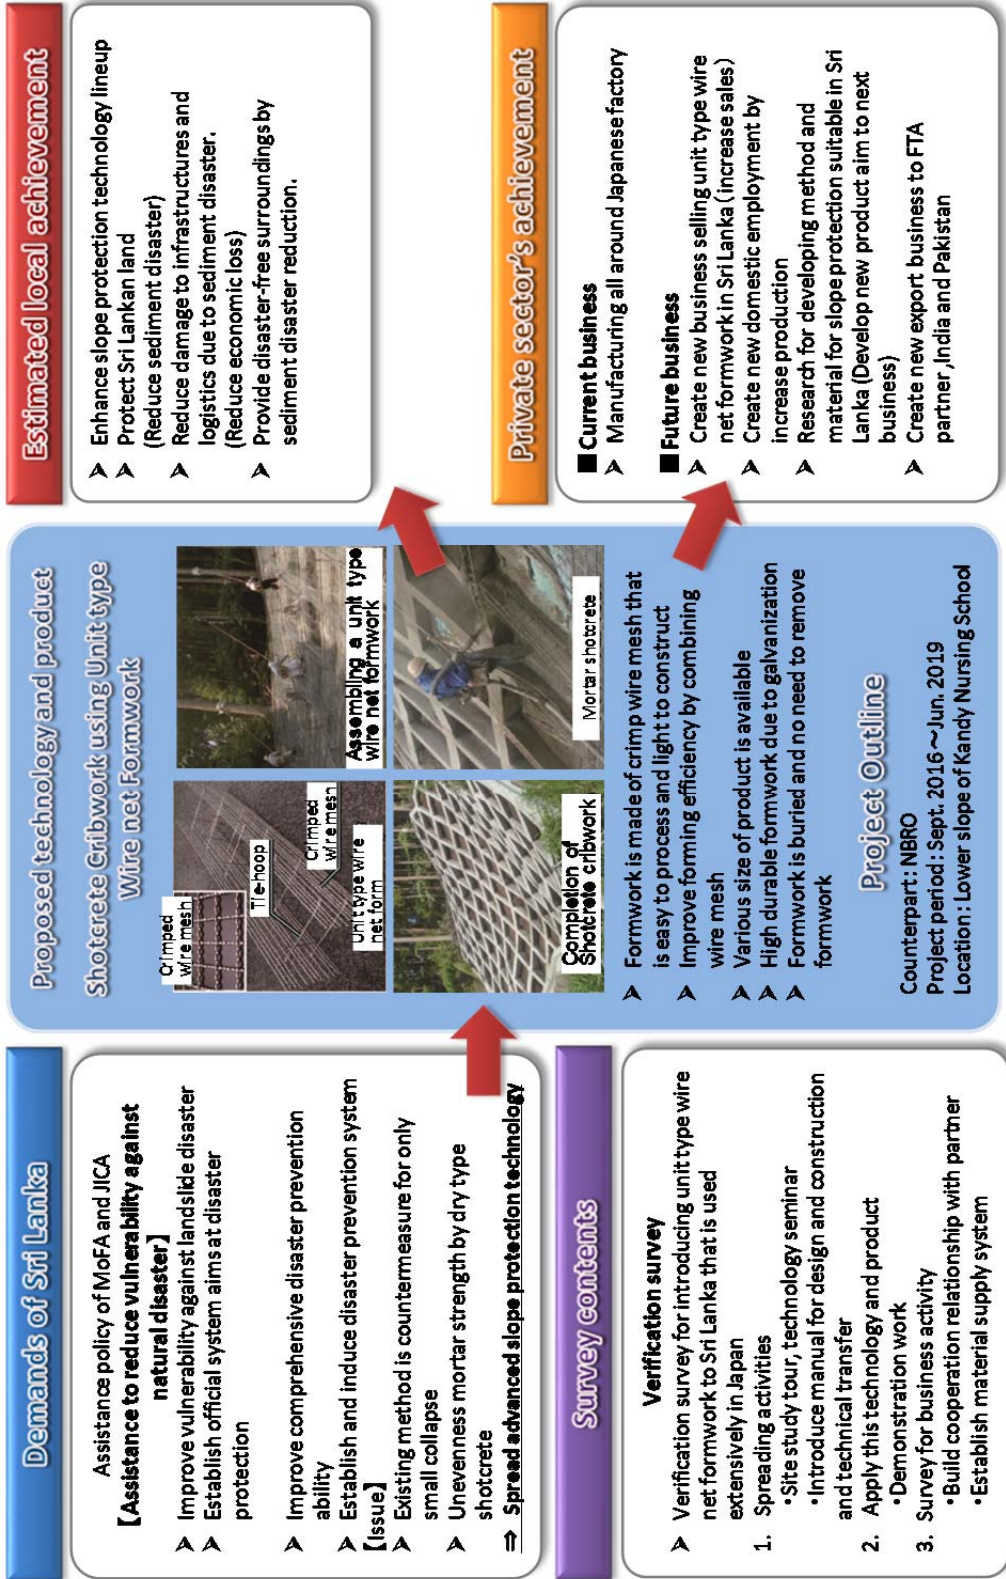 Demands of Sri Lanka
Assistance policy of MoFA and JICA
【Assistance to reduce vulnerability against
natural disaster】
➢ Improve vulnerability against landslide disaster
➢ Establish official system aims at disaster
protection
➢ Improve comprehensive disaster prevention
ability
➢ Establish and induce disaster prevention system
【Issue】
➢ Existing method is countermeasure for only
small collapse
➢ Unevenness mortar strength by dry type
shotcrete
⇒ Spread advanced slope protection technology
Survey contents
Verification survey
➢ Verification survey for introducing unit type wire
net formwork to Sri Lanka that is used
extensively in Japan
1. Spreading activities
・Site study tour, technology seminar
・Introduce manual for design and construction
and technical transfer
2. Apply this technology and product
・Demonstration work
3. Survey for business activity
・Build cooperation relationship with partner
・Establish material supply system
Proposed technology and product
Shotcrete Cribwork using Unit type
Wire net Formwork
Crimped
wire mesh
Tie-hoop
Crimped
wire mesh
Unit type wire
net form
Assembling a unit type
wire net formwork
Completion of
Shotcrete cribwork
Mortar shotcrete
➢ Formwork is made of crimp wire mesh that
is easy to process and light to construct
➢ Improve forming efficiency by combining
wire mesh
➢ Various size of product is available
➢ High durable formwork due to galvanization
➢ Formwork is buried and no need to remove
formwork
Project Outline
Counterpart : NBRO
Project period : Sept. 2016 ~ Jun. 2019
Location : Lower slope of Kandy Nursing School
Estimated local achievement
➢ Enhance slope protection technology lineup
➢ Protect Sri Lankan land
(Reduce sediment disaster)
➢ Reduce damage to infrastructures and
logistics due to sediment disaster.
(Reduce economic loss)
➢ Provide disaster-free surroundings by
sediment disaster reduction.
Private sector's achievement
■ Current business
➢ Manufacturing all around Japanese factory
■ Future business
➢ Create new business selling unit type wire
net formwork in Sri Lanka (increase sales)
➢ Create new domestic employment by
increase production
➢ Research for developing method and
material for slope protection suitable in Sri
Lanka (Develop new product aim to next
business)
➢ Create new export business to FTA
partner ,India and Pakistan